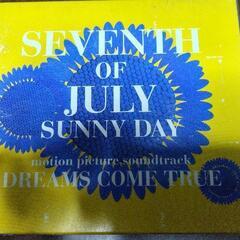 SEVENTH
OF
JULY
SUNNY DAY
motion picture soundtrack
DREAMS COME TRUE